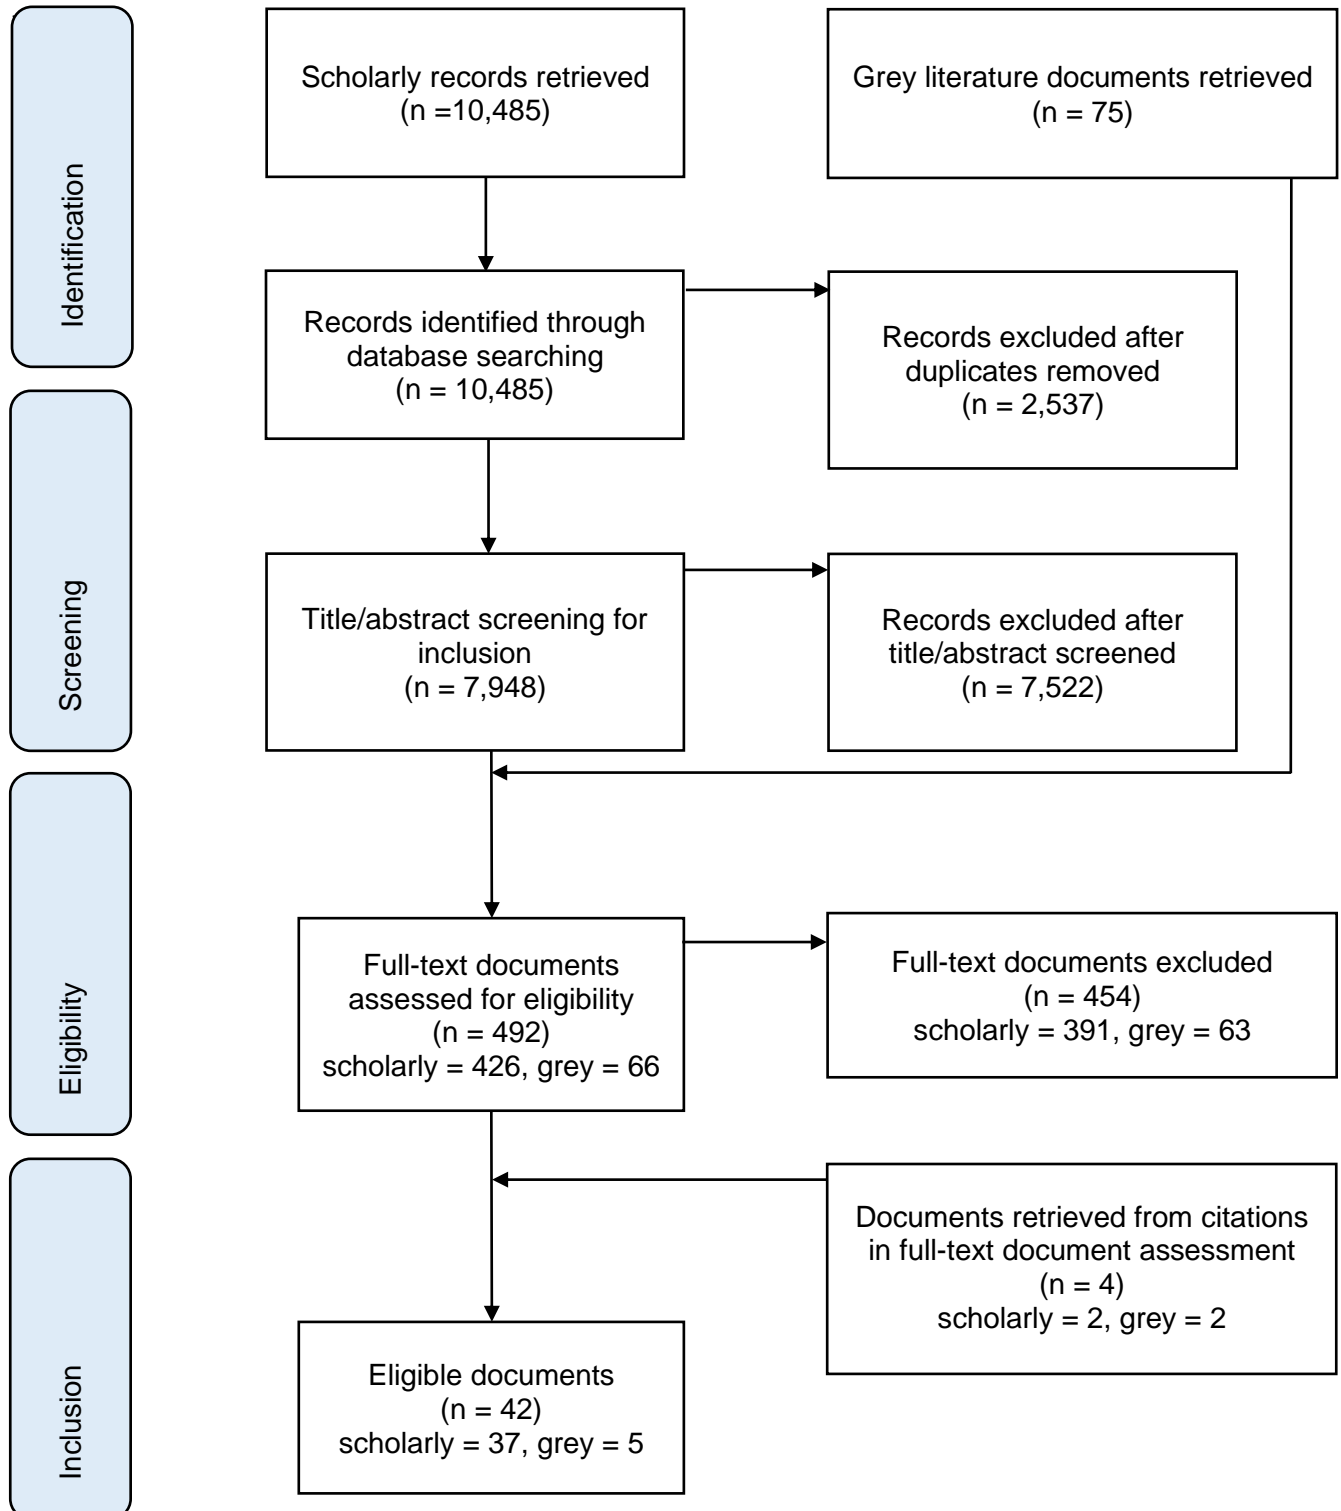 Identification
Scholarly records retrieved
(n =10,485)
Grey literature documents retrieved
(n = 75)
Records identified through
database searching
(n = 10,485)
Records excluded after
duplicates removed
(n = 2,537)
Screening
Title/abstract screening for
inclusion
(n = 7,948)
Records excluded after
title/abstract screened
(n = 7,522)
Eligibility
Full-text documents
assessed for eligibility
(n = 492)
scholarly = 426, grey = 66
Full-text documents excluded
(n = 454)
scholarly = 391, grey = 63
Inclusion
Documents retrieved from citations
in full-text document assessment
(n = 4)
scholarly = 2, grey = 2
Eligible documents
(n = 42)
scholarly = 37, grey = 5